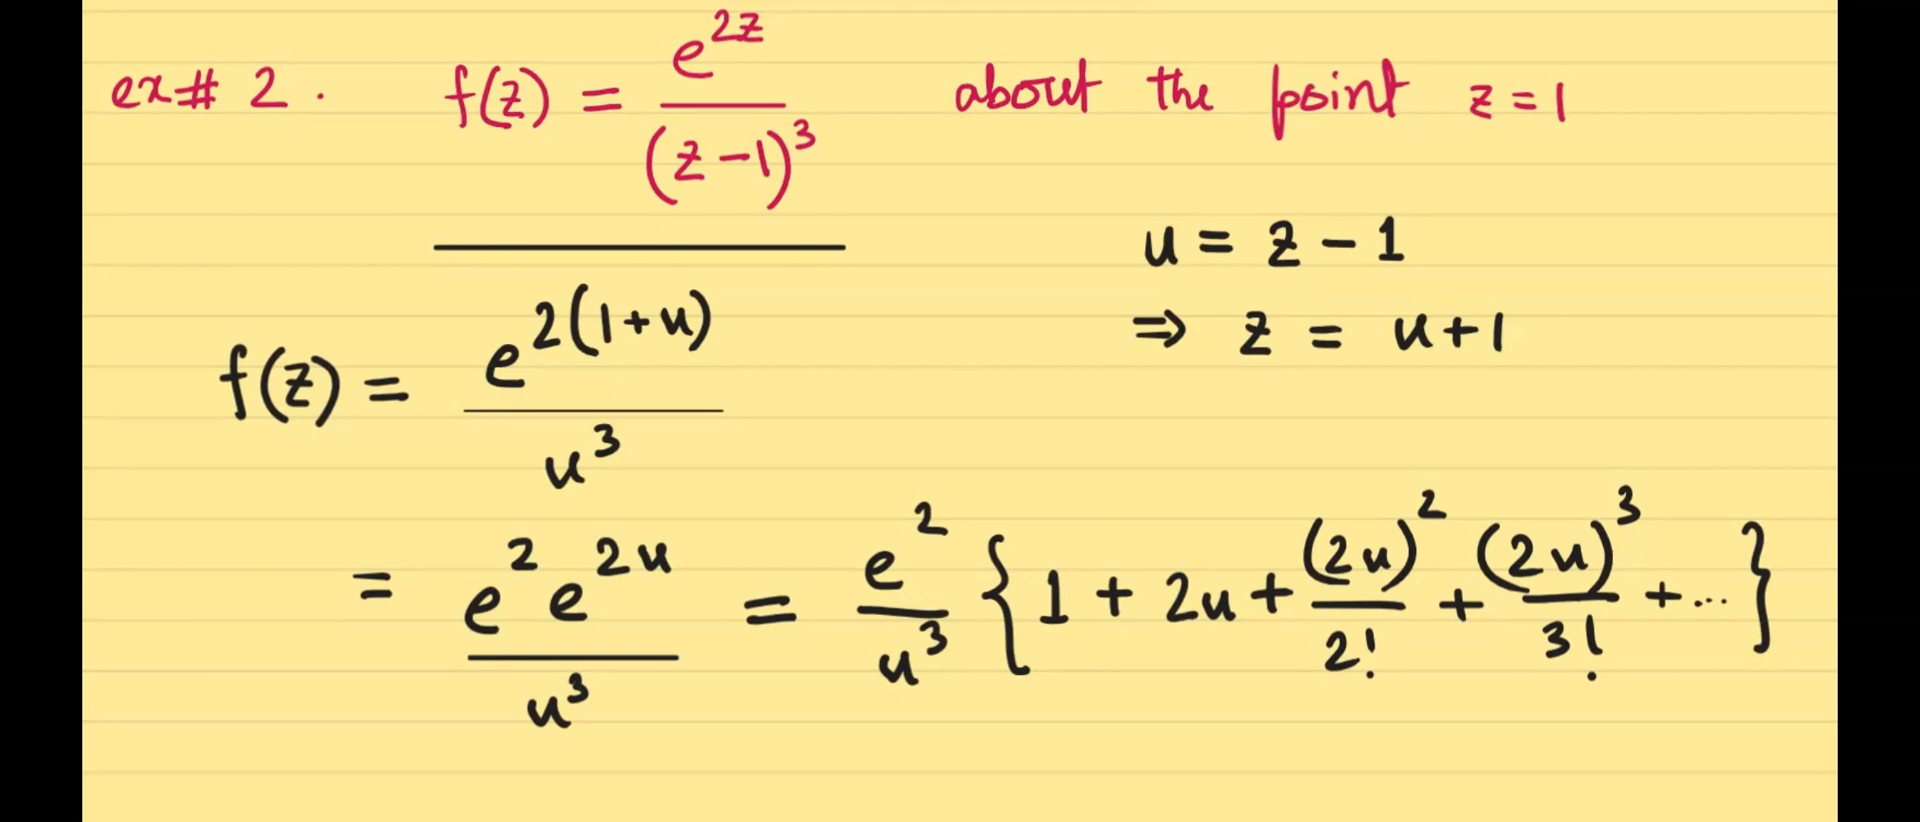 ex# 2. f(z) = e^{2z}/(z-1)^3 about the point z = 1
u = z - 1
⇒ z = u+1
f(z) = e^{2(1+u)}/u^3
= e^2 e^{2u}/u^3 = e^2/u^3 {1 + 2u + (2u)^2/2! + (2u)^3/3! + ...}